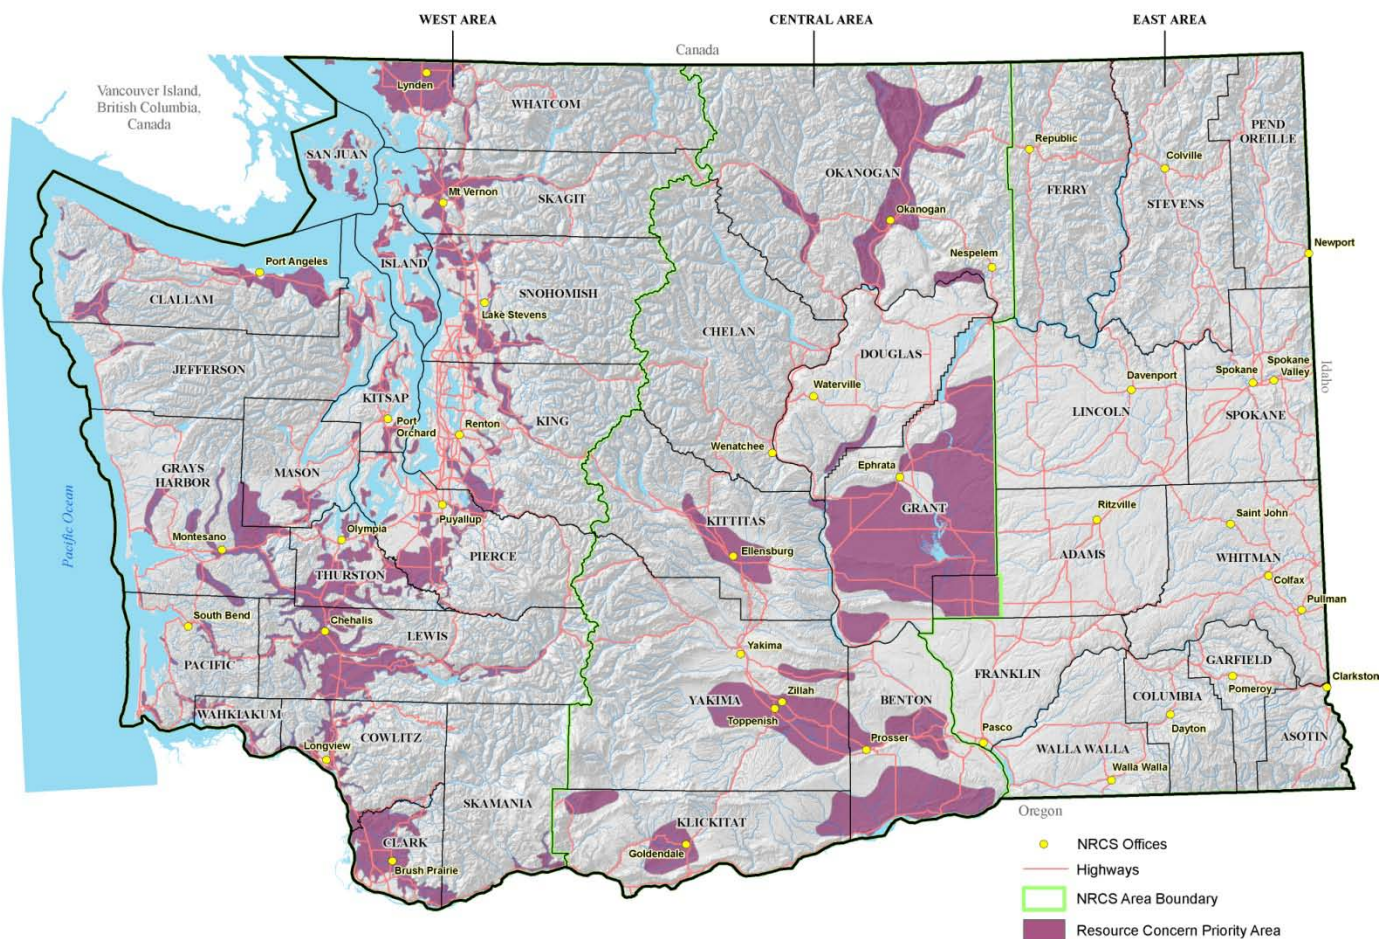 WEST AREA
CENTRAL AREA
EAST AREA
Canada
Vancouver Island,
British Columbia,
Canada
Lynden
WHATCOM
SAN JUAN
Mt Vernon
SKAGIT
ISLAND
Port Angeles
CLALLAM
SNOHOMISH
Lake Stevens
JEFFERSON
KITSAP
Port
Orchard
Renton
KING
GRAYS
HARBOR
MASON
Pacific Ocean
Montesano
Olympia
Puyallup
PIERCE
THURSTON
South Bend
Chehalis
LEWIS
PACIFIC
WAHKIAKUM
COWLITZ
Longview
SKAMANIA
CLARK
Brush Prairie
OKANOGAN
Okanogan
Nespelem
CHELAN
DOUGLAS
Waterville
Wenatchee
Ephrata
GRANT
KITTITAS
Ellensburg
Yakima
YAKIMA
Zillah
Toppenish
BENTON
Prosser
KLICKITAT
Goldendale
Republic
FERRY
Colville
STEVENS
PEND
OREILLE
Newport
Idaho
Davenport
LINCOLN
Spokane
Spokane
Valley
SPOKANE
Ritzville
ADAMS
Saint John
WHITMAN
Colfax
Pullman
FRANKLIN
Pasco
GARFIELD
Pomeroy
Clarkston
COLUMBIA
Dayton
ASOTIN
WALLA WALLA
Walla Walla
Oregon
NRCS Offices
Highways
NRCS Area Boundary
Resource Concern Priority Area